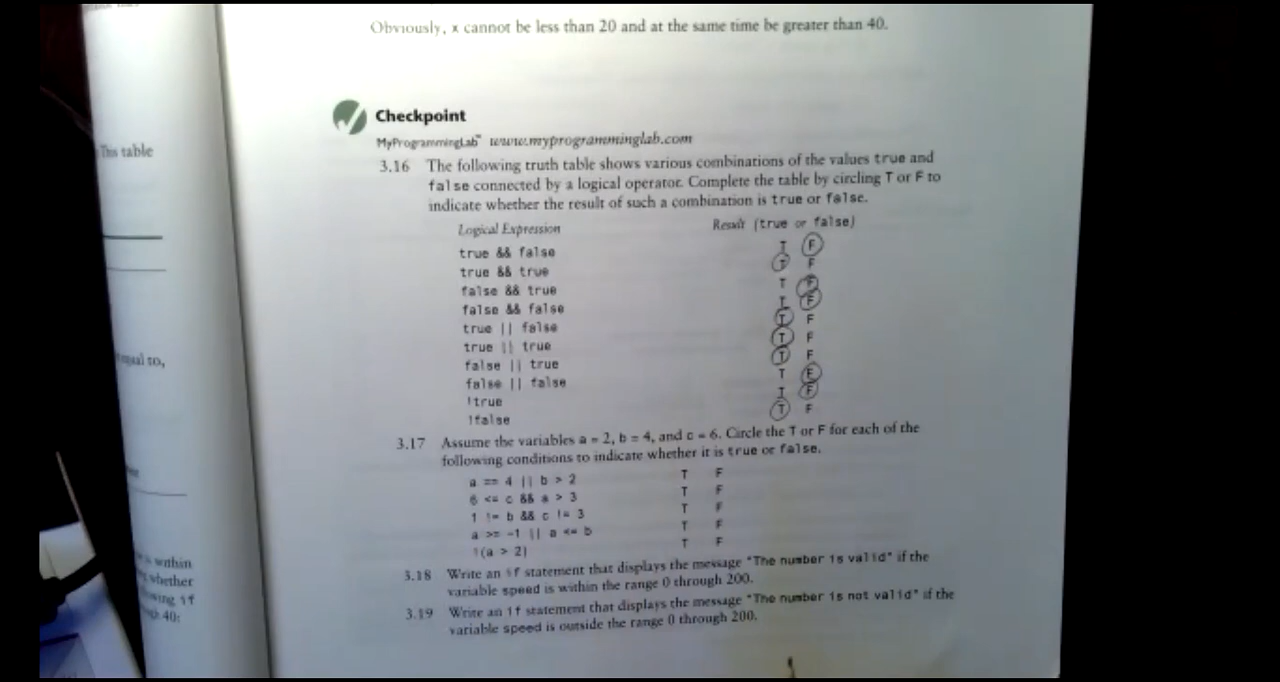 This table
equal to,
is within
whether
owing if
gh 40:
Obviously, x cannot be less than 20 and at the same time be greater than 40.
Checkpoint
MyProgrammingLab™ www.myprogramminglab.com
3.16 The following truth table shows various combinations of the values true and
false connected by a logical operator. Complete the table by circling T or F to
indicate whether the result of such a combination is true or false.
Logical Expression Result (true or false)
true && false T F
true && true T F
false && true T F
false && false T F
true || false T F
true || true T F
false || true T F
false || false T F
!true T F
!false T F
3.17 Assume the variables a = 2, b = 4, and c = 6. Circle the T or F for each of the
following conditions to indicate whether it is true or false.
a == 4 || b > 2 T F
6 <= c && a > 3 T F
1 != b && c != 3 T F
a >= -1 || a <= b T F
!(a > 2) T F
3.18 Write an if statement that displays the message "The number is valid" if the
variable speed is within the range 0 through 200.
3.19 Write an if statement that displays the message "The number is not valid" if the
variable speed is outside the range 0 through 200.